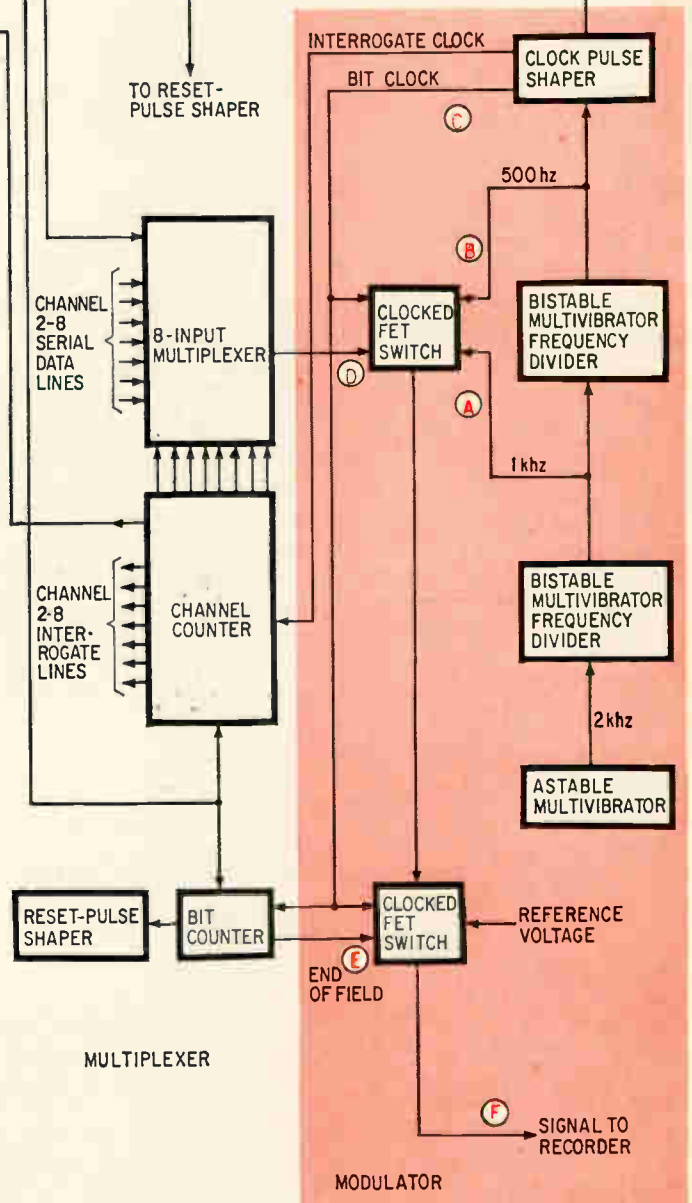 INTERROGATE CLOCK
BIT CLOCK
CLOCK PULSE
SHAPER
TO RESET-
PULSE SHAPER
C
500 hz
B
CHANNEL
2-8
SERIAL
DATA
LINES
8-INPUT
MULTIPLEXER
CLOCKED
FET
SWITCH
BISTABLE
MULTIVIBRATOR
FREQUENCY
DIVIDER
D
A
1 khz
CHANNEL
2-8
INTER-
ROGATE
LINES
CHANNEL
COUNTER
BISTABLE
MULTIVIBRATOR
FREQUENCY
DIVIDER
2 khz
ASTABLE
MULTIVIBRATOR
RESET-PULSE
SHAPER
BIT
COUNTER
CLOCKED
FET
SWITCH
REFERENCE
VOLTAGE
E
END
OF FIELD
MULTIPLEXER
F
SIGNAL TO
RECORDER
MODULATOR